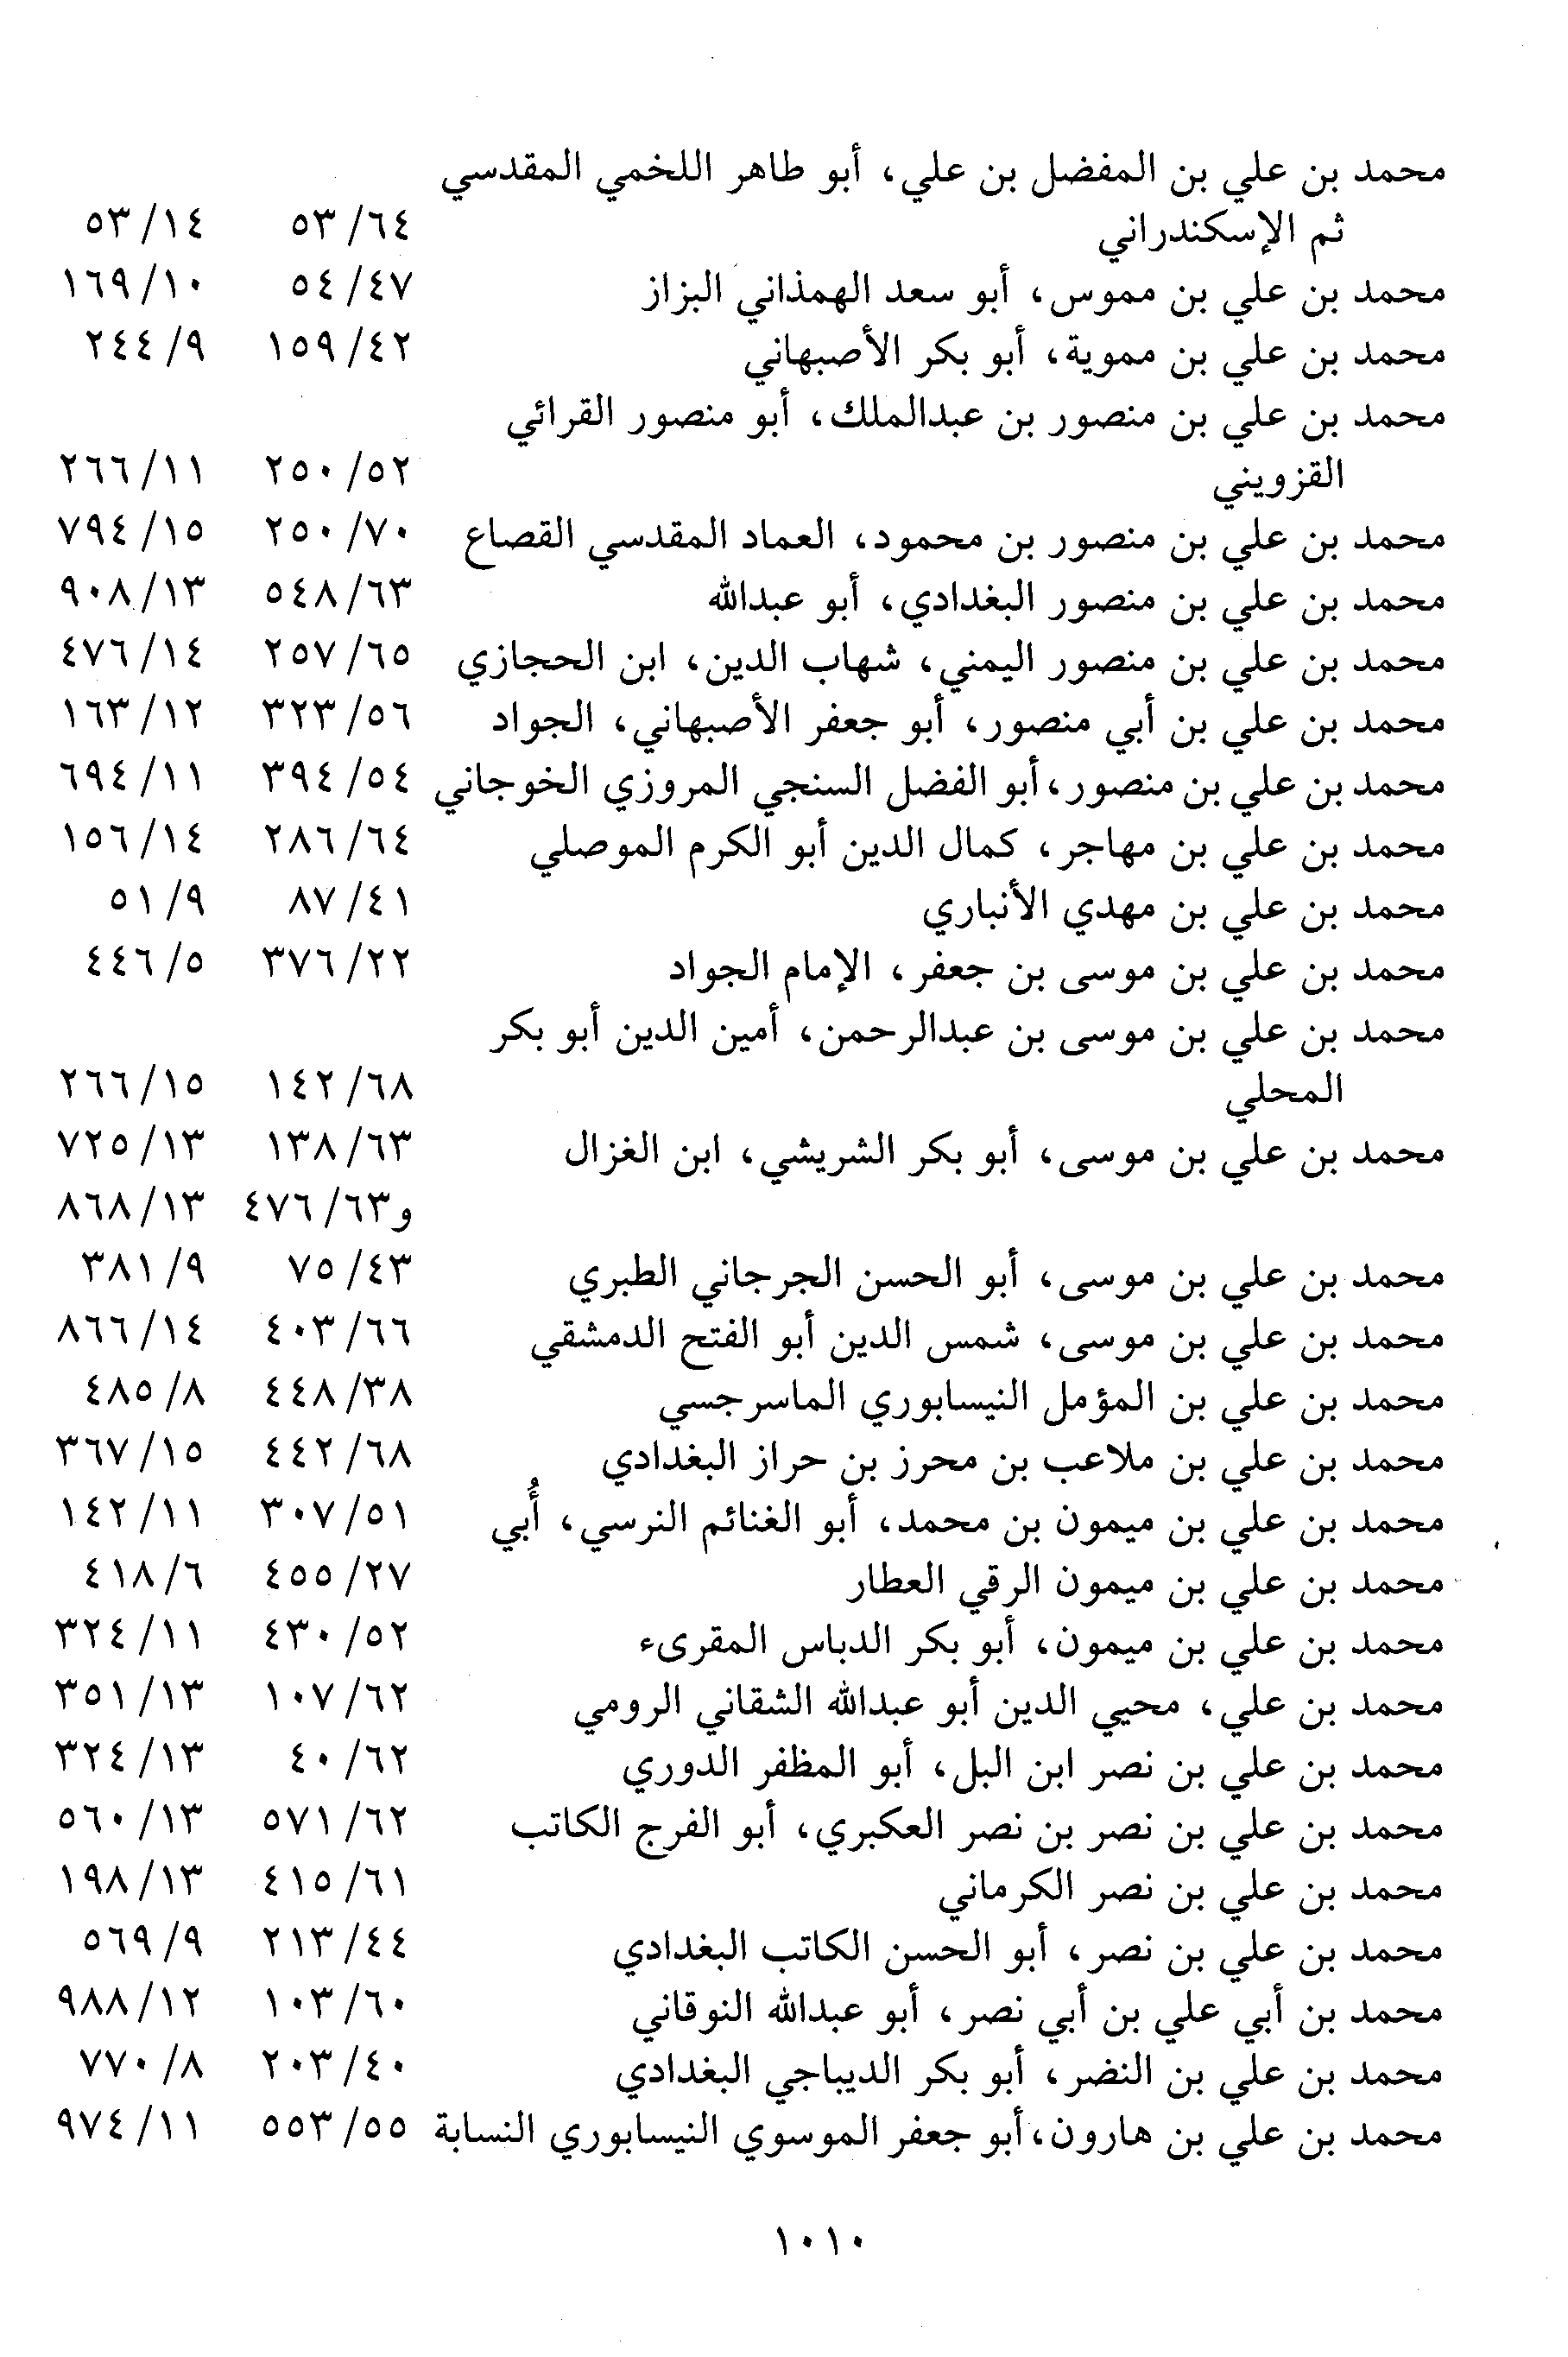 محمد بن علي بن المفضل بن علي، أبو طاهر اللخمي المقدسي
ثم الإسكندراني ٥٣/٦٤ ٥٣/١٤
محمد بن علي بن مموس، أبو سعد الهمذاني البزاز ٥٤/٤٧ ١٦٩/١٠
محمد بن علي بن مموية، أبو بكر الأصبهاني ١٥٩/٤٢ ٢٤٤/٩
محمد بن علي بن منصور بن عبدالملك، أبو منصور القرائي
القزويني ٢٥٠/٥٢ ٢٦٦/١١
محمد بن علي بن منصور بن محمود، العماد المقدسي القصاع ٢٥٠/٧٠ ٧٩٤/١٥
محمد بن علي بن منصور البغدادي، أبو عبدالله ٥٤٨/٦٣ ٩٠٨/١٣
محمد بن علي بن منصور اليمني، شهاب الدين، ابن الحجازي ٢٥٧/٦٥ ٤٧٦/١٤
محمد بن علي بن أبي منصور، أبو جعفر الأصبهاني، الجواد ٣٢٣/٥٦ ١٦٣/١٢
محمد بن علي بن منصور، أبو الفضل السنجي المروزي الخوجاني ٣٩٤/٥٤ ٦٩٤/١١
محمد بن علي بن مهاجر، كمال الدين أبو الكرم الموصلي ٢٨٦/٦٤ ١٥٦/١٤
محمد بن علي بن مهدي الأنباري ٨٧/٤١ ٥١/٩
محمد بن علي بن موسى بن جعفر، الإمام الجواد ٣٧٦/٢٢ ٤٤٦/٥
محمد بن علي بن موسى بن عبدالرحمن، أمين الدين أبو بكر
المحلي ١٤٢/٦٨ ٢٦٦/١٥
محمد بن علي بن موسى، أبو بكر الشريشي، ابن الغزال ١٣٨/٦٣ ٧٢٥/١٣
و٤٧٦/٦٣ ٨٦٨/١٣
محمد بن علي بن موسى، أبو الحسن الجرجاني الطبري ٧٥/٤٣ ٣٨١/٩
محمد بن علي بن موسى، شمس الدين أبو الفتح الدمشقي ٤٠٣/٦٦ ٨٦٦/١٤
محمد بن علي بن المؤمل النيسابوري الماسرجسي ٤٤٨/٣٨ ٤٨٥/٨
محمد بن علي بن ملاعب بن محرز بن حراز البغدادي ٤٤٢/٦٨ ٣٦٧/١٥
محمد بن علي بن ميمون بن محمد، أبو الغنائم النرسي، أُبي ٣٠٧/٥١ ١٤٢/١١
محمد بن علي بن ميمون الرقي العطار ٤٥٥/٢٧ ٤١٨/٦
محمد بن علي بن ميمون، أبو بكر الدباس المقرىء ٤٣٠/٥٢ ٣٢٤/١١
محمد بن علي، محيي الدين أبو عبدالله الشقاني الرومي ١٠٧/٦٢ ٣٥١/١٣
محمد بن علي بن نصر ابن البل، أبو المظفر الدوري ٤٠/٦٢ ٣٢٤/١٣
محمد بن علي بن نصر بن نصر العكبري، أبو الفرج الكاتب ٥٧١/٦٢ ٥٦٠/١٣
محمد بن علي بن نصر الكرماني ٤١٥/٦١ ١٩٨/١٣
محمد بن علي بن نصر، أبو الحسن الكاتب البغدادي ٢١٣/٤٤ ٥٦٩/٩
محمد بن أبي علي بن أبي نصر، أبو عبدالله النوقاني ١٠٣/٦٠ ٩٨٨/١٢
محمد بن علي بن النضر، أبو بكر الديباجي البغدادي ٢٠٣/٤٠ ٧٧٠/٨
محمد بن علي بن هارون، أبو جعفر الموسوي النيسابوري النسابة ٥٥٣/٥٥ ٩٧٤/١١
١٠١٠